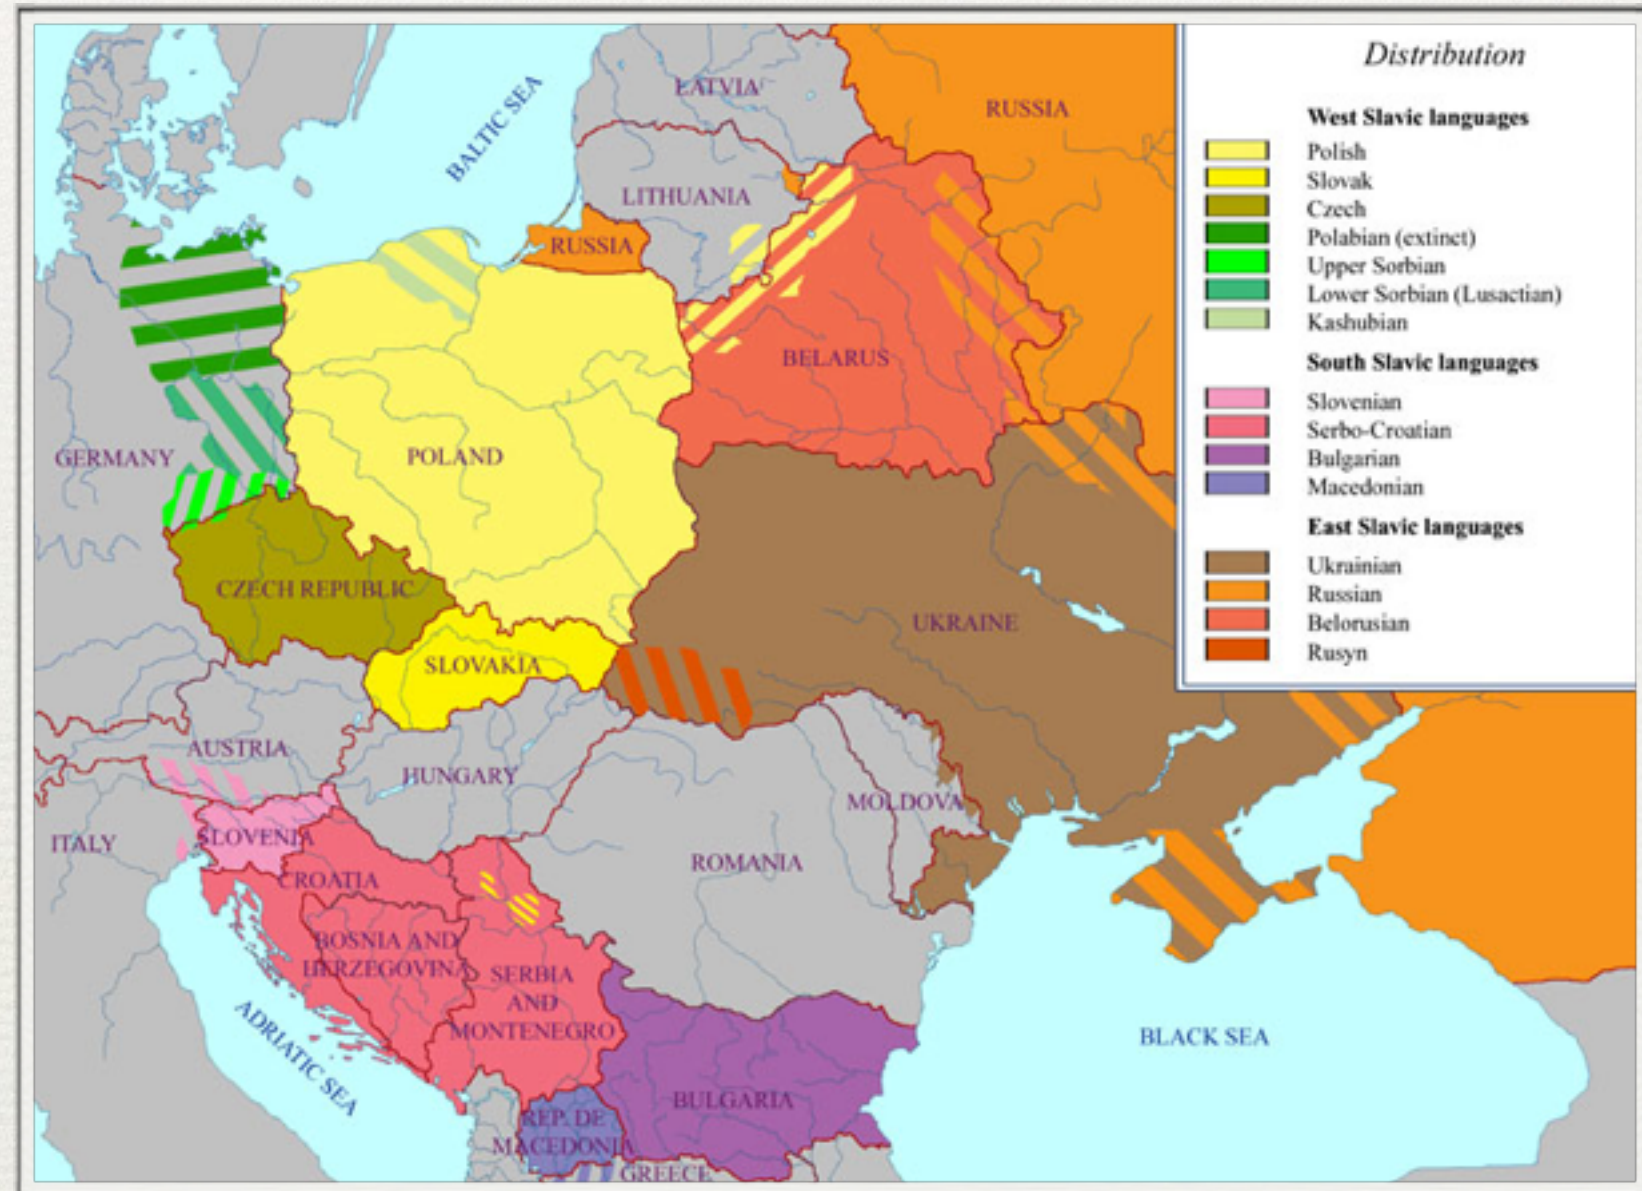 Distribution
West Slavic languages
Polish
Slovak
Czech
Polabian (extinct)
Upper Sorbian
Lower Sorbian (Lusactian)
Kashubian
South Slavic languages
Slovenian
Serbo-Croatian
Bulgarian
Macedonian
East Slavic languages
Ukrainian
Russian
Belorusian
Rusyn
LATVIA
RUSSIA
BALTIC SEA
LITHUANIA
RUSSIA
BELARUS
GERMANY
POLAND
CZECH REPUBLIC
UKRAINE
SLOVAKIA
AUSTRIA
HUNGARY
MOLDOVA
ITALY
SLOVENIA
ROMANIA
CROATIA
BOSNIA AND
HERZEGOVINA
SERBIA
AND
MONTENEGRO
ADRIATIC SEA
BLACK SEA
BULGARIA
REP. DE
MACEDONIA
GREECE